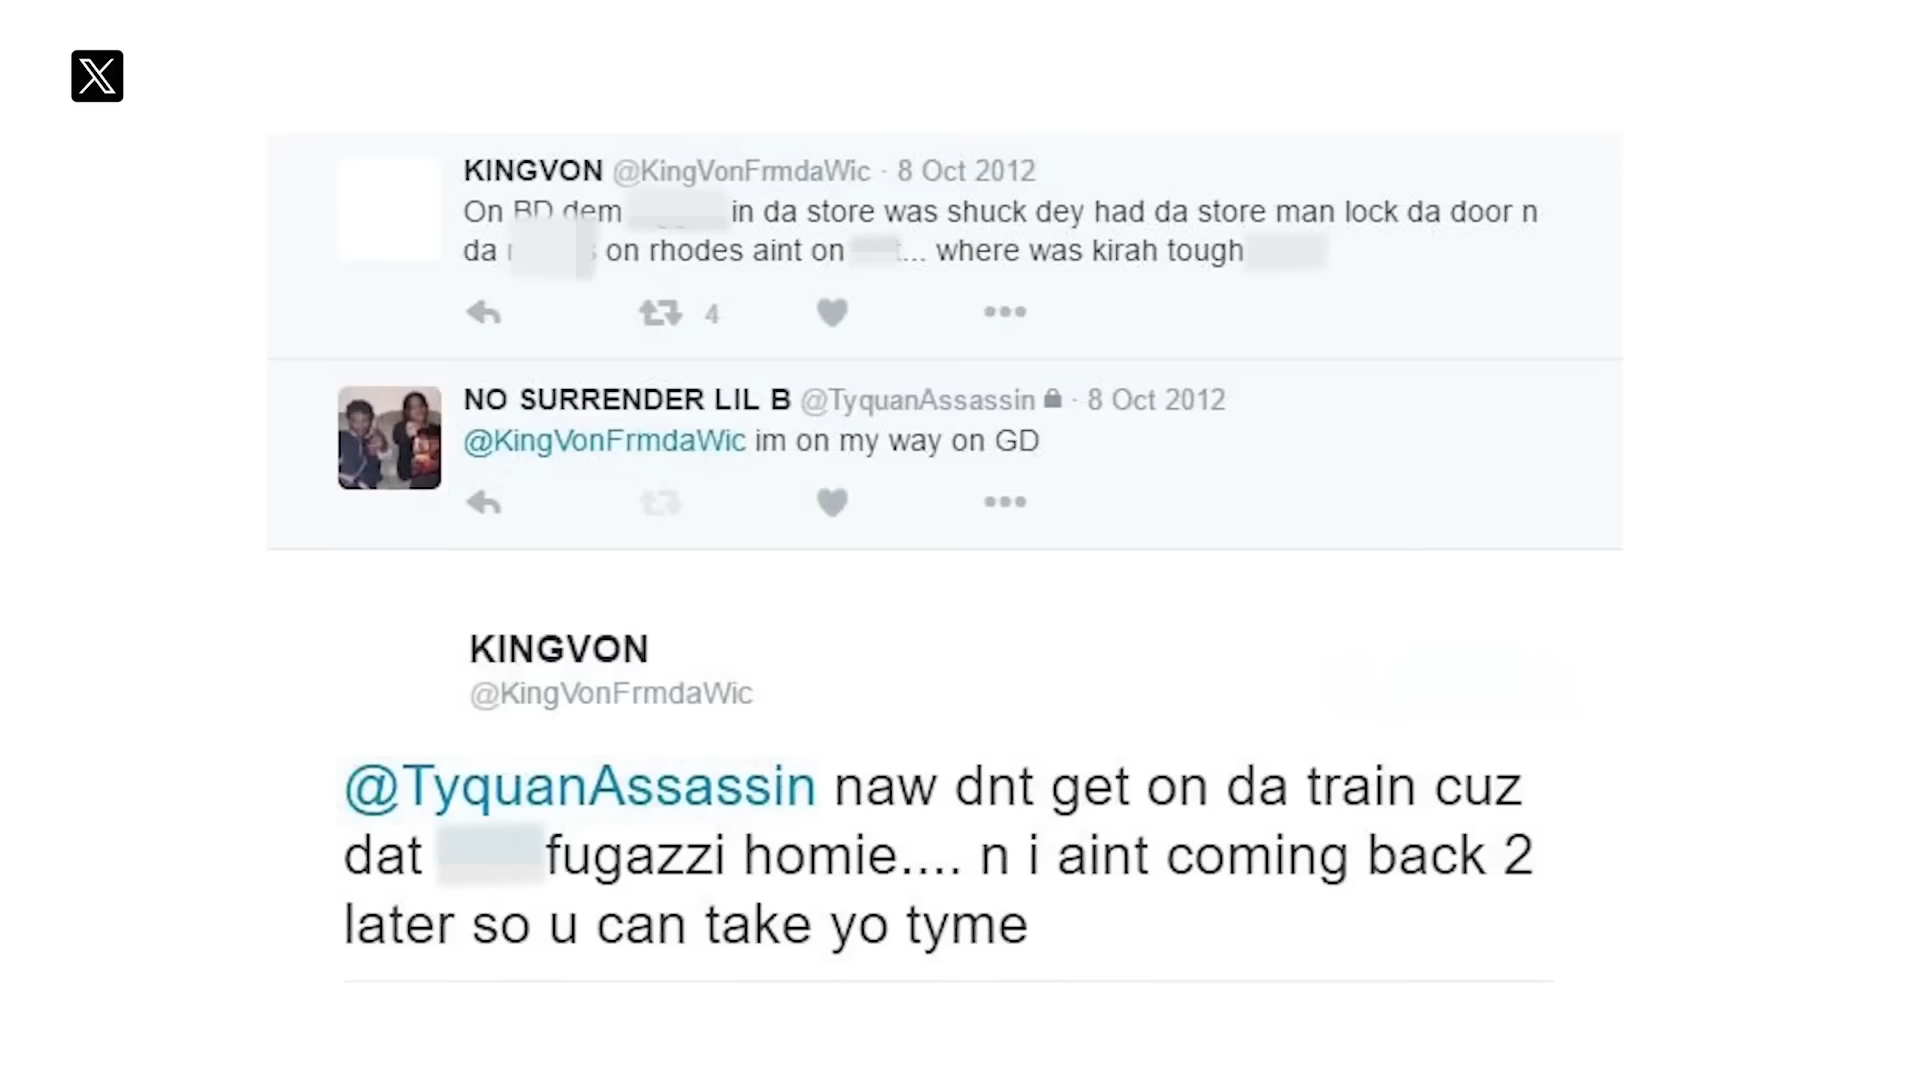 KINGVON @KingVonFrmdaWic · 8 Oct 2012
On BD dem in da store was shuck dey had da store man lock da door n
da on rhodes aint on ... where was kirah tough
4
NO SURRENDER LIL B @TyquanAssassin · 8 Oct 2012
@KingVonFrmdaWic im on my way on GD
KINGVON
@KingVonFrmdaWic
@TyquanAssassin naw dnt get on da train cuz
dat fugazzi homie.... n i aint coming back 2
later so u can take yo tyme